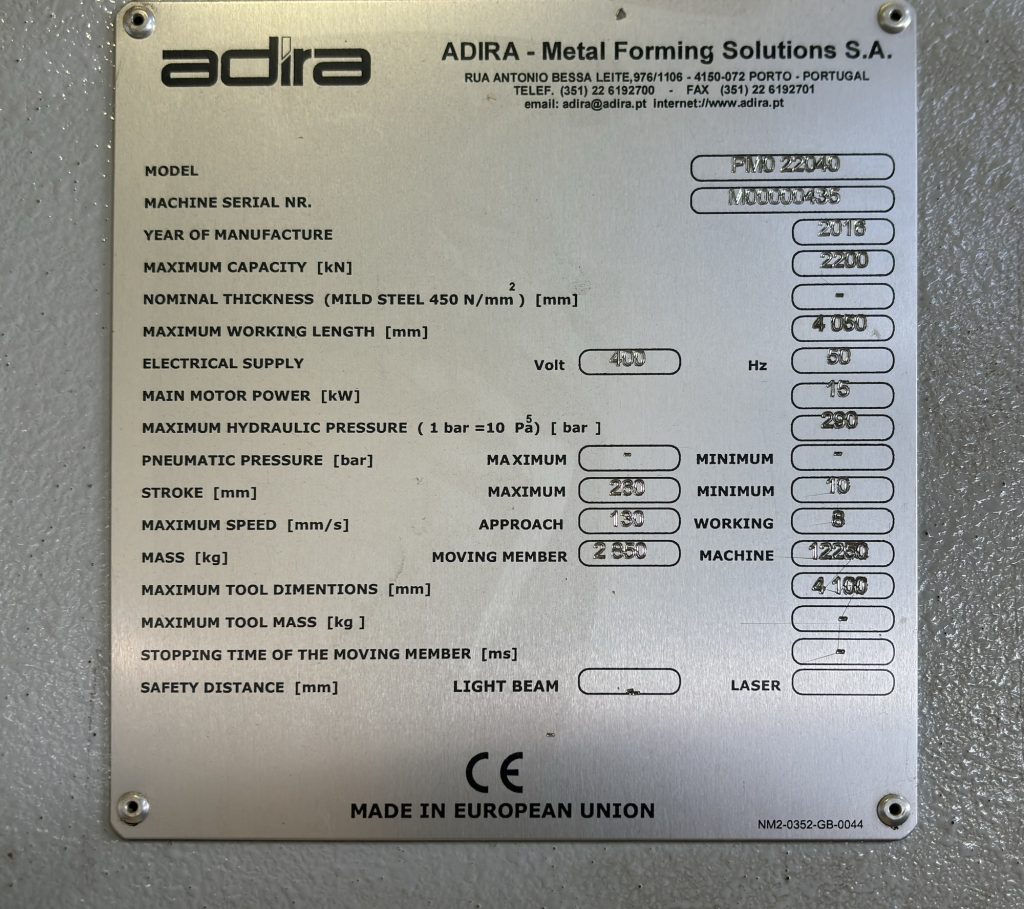 adira
ADIRA - Metal Forming Solutions S.A.
RUA ANTONIO BESSA LEITE,976/1106 - 4150-072 PORTO - PORTUGAL
TELEF. (351) 22 6192700 - FAX (351) 22 6192701
email: adira@adira.pt internet://www.adira.pt
MODEL PM0 22040
MACHINE SERIAL NR. M00000435
YEAR OF MANUFACTURE 2016
MAXIMUM CAPACITY [kN] 2200
NOMINAL THICKNESS (MILD STEEL 450 N/mm²) [mm] -
MAXIMUM WORKING LENGTH [mm] 4 050
ELECTRICAL SUPPLY Volt 400 Hz 50
MAIN MOTOR POWER [kW] 15
MAXIMUM HYDRAULIC PRESSURE ( 1 bar =10⁵ Pa) [ bar ] 290
PNEUMATIC PRESSURE [bar] MAXIMUM - MINIMUM -
STROKE [mm] MAXIMUM 260 MINIMUM 10
MAXIMUM SPEED [mm/s] APPROACH 130 WORKING 8
MASS [kg] MOVING MEMBER 2 850 MACHINE 12250
MAXIMUM TOOL DIMENTIONS [mm] 4 100
MAXIMUM TOOL MASS [kg ] -
STOPPING TIME OF THE MOVING MEMBER [ms] -
SAFETY DISTANCE [mm] LIGHT BEAM - LASER
-
CE
MADE IN EUROPEAN UNION
NM2-0352-GB-0044